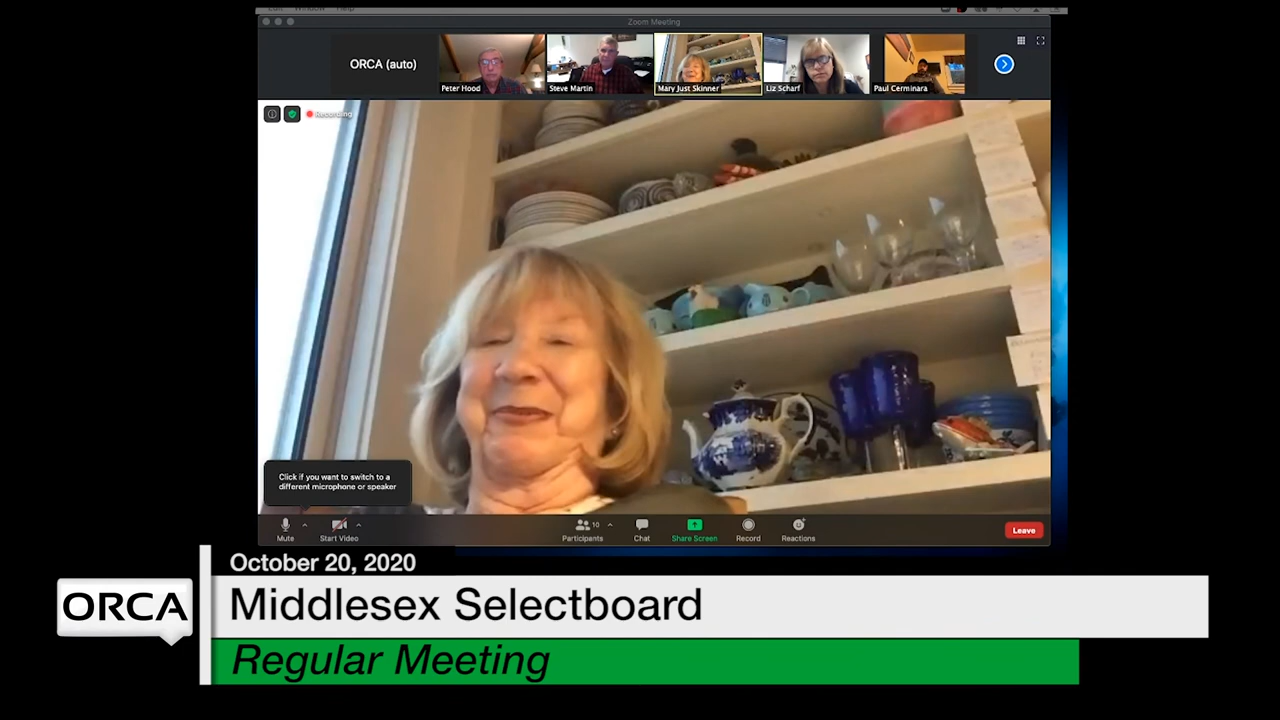 Zoom Meeting
ORCA (auto)
Peter Hood
Steve Martin
Mary Just Skinner
Liz Scharf
Paul Cerminara
Recording
Click if you want to switch to a
different microphone or speaker
Mute
Start Video
Participants
10
Chat
Share Screen
Record
Reactions
Leave
October 20, 2020
ORCA
Middlesex Selectboard
Regular Meeting